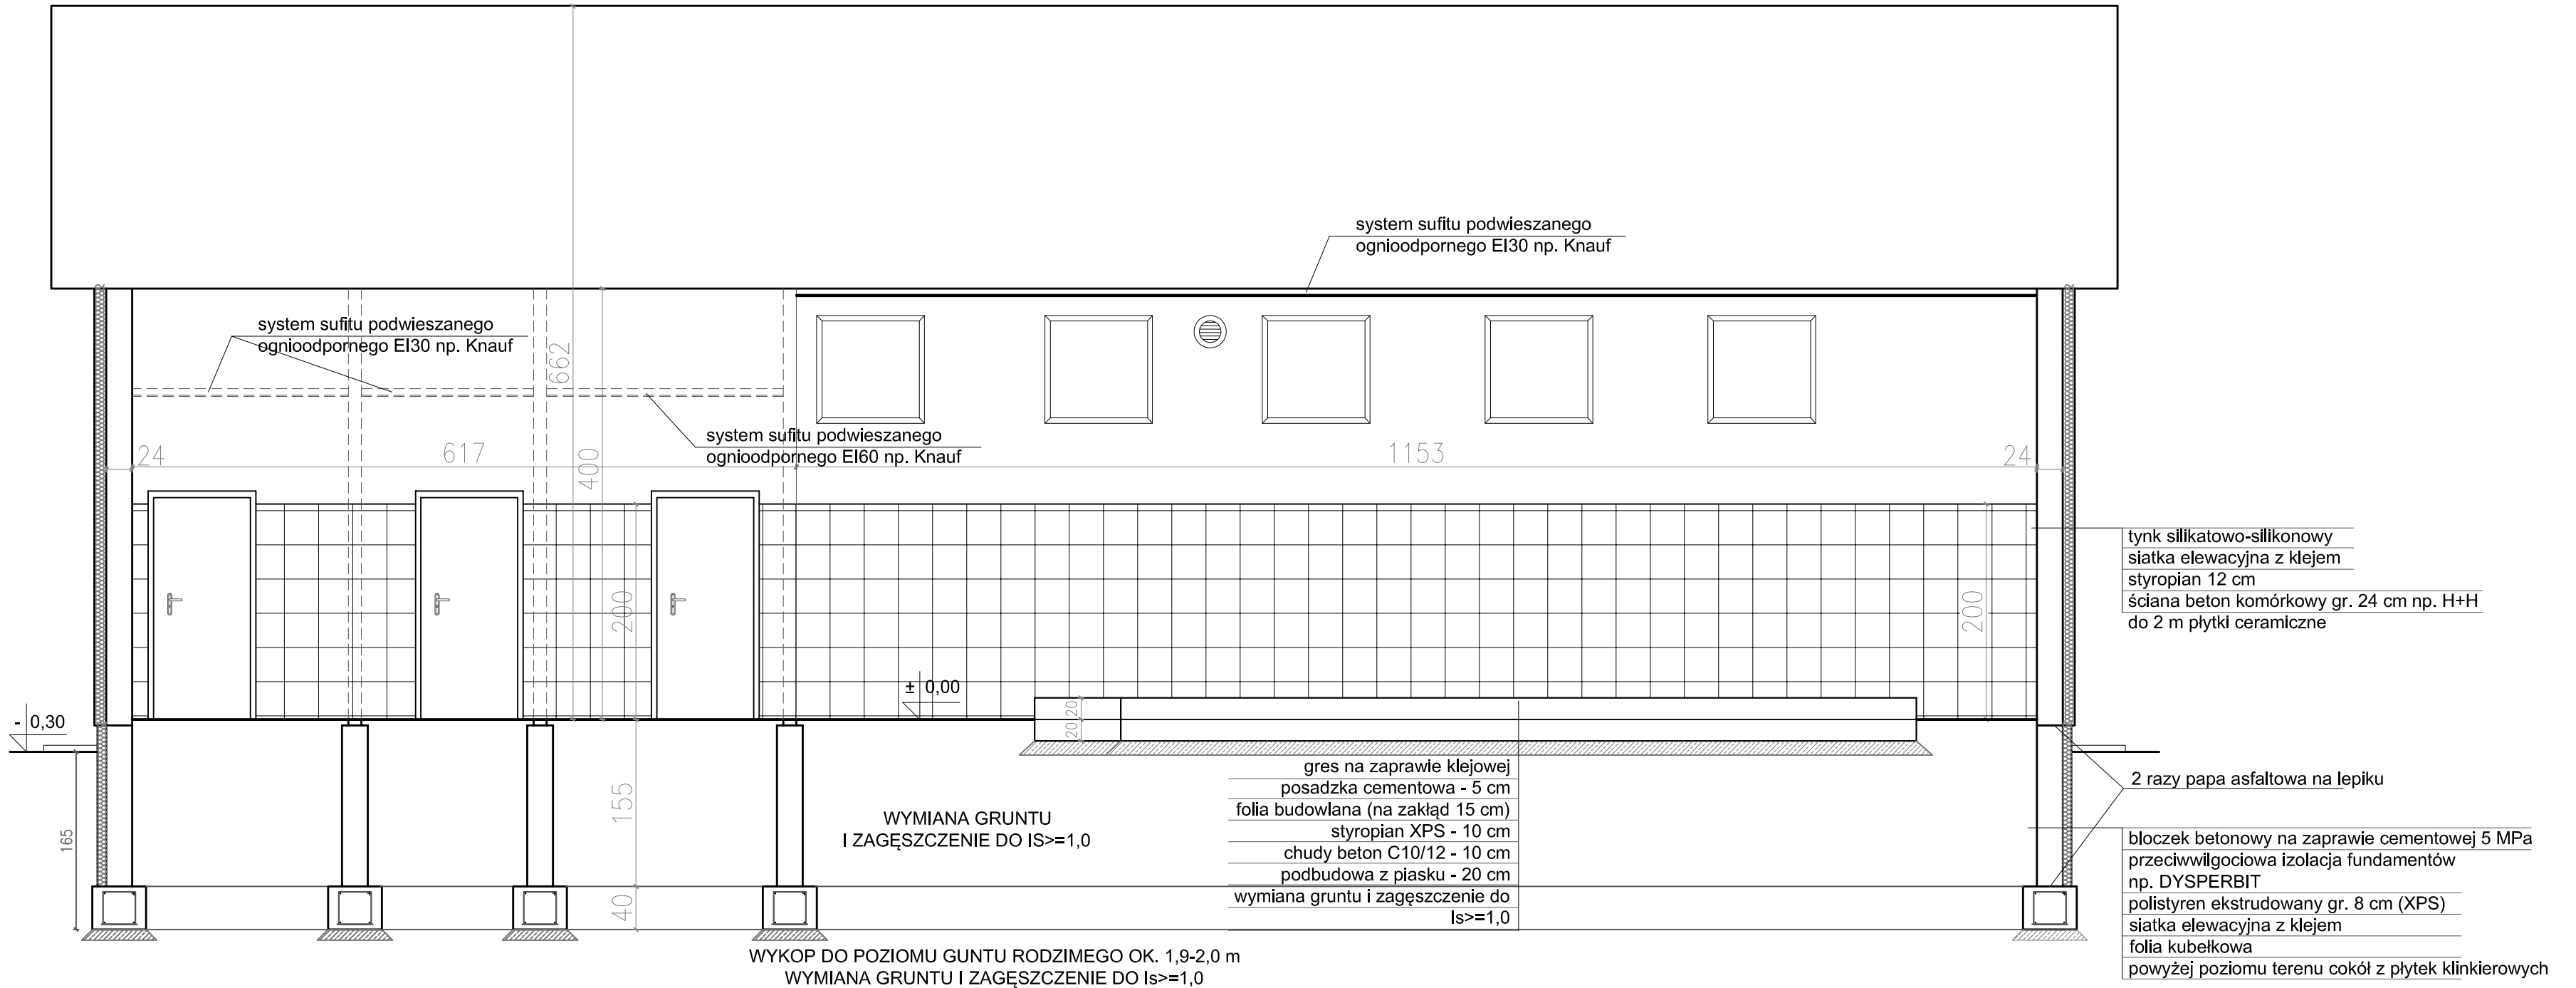 system sufitu podwieszanego
ognioodpornego EI30 np. Knauf
system sufitu podwieszanego
ognioodpornego EI30 np. Knauf
662
system sufitu podwieszanego
ognioodpornego EI60 np. Knauf
24
617
400
1153
24
tynk silikatowo-silikonowy
siatka elewacyjna z klejem
styropian 12 cm
ściana beton komórkowy gr. 24 cm np. H+H
do 2 m płytki ceramiczne
200
200
± 0,00
- 0,30
20
20
gres na zaprawie klejowej
posadzka cementowa - 5 cm
folia budowlana (na zakłąd 15 cm)
styropian XPS - 10 cm
chudy beton C10/12 - 10 cm
podbudowa z piasku - 20 cm
wymiana gruntu i zagęszczenie do
Is>=1,0
2 razy papa asfaltowa na lepiku
155
165
WYMIANA GRUNTU
I ZAGĘSZCZENIE DO IS>=1,0
bloczek betonowy na zaprawie cementowej 5 MPa
przeciwwilgociowa izolacja fundamentów
np. DYSPERBIT
polistyren ekstrudowany gr. 8 cm (XPS)
siatka elewacyjna z klejem
folia kubełkowa
powyżej poziomu terenu cokół z płytek klinkierowych
40
WYKOP DO POZIOMU GUNTU RODZIMEGO OK. 1,9-2,0 m
WYMIANA GRUNTU I ZAGĘSZCZENIE DO Is>=1,0